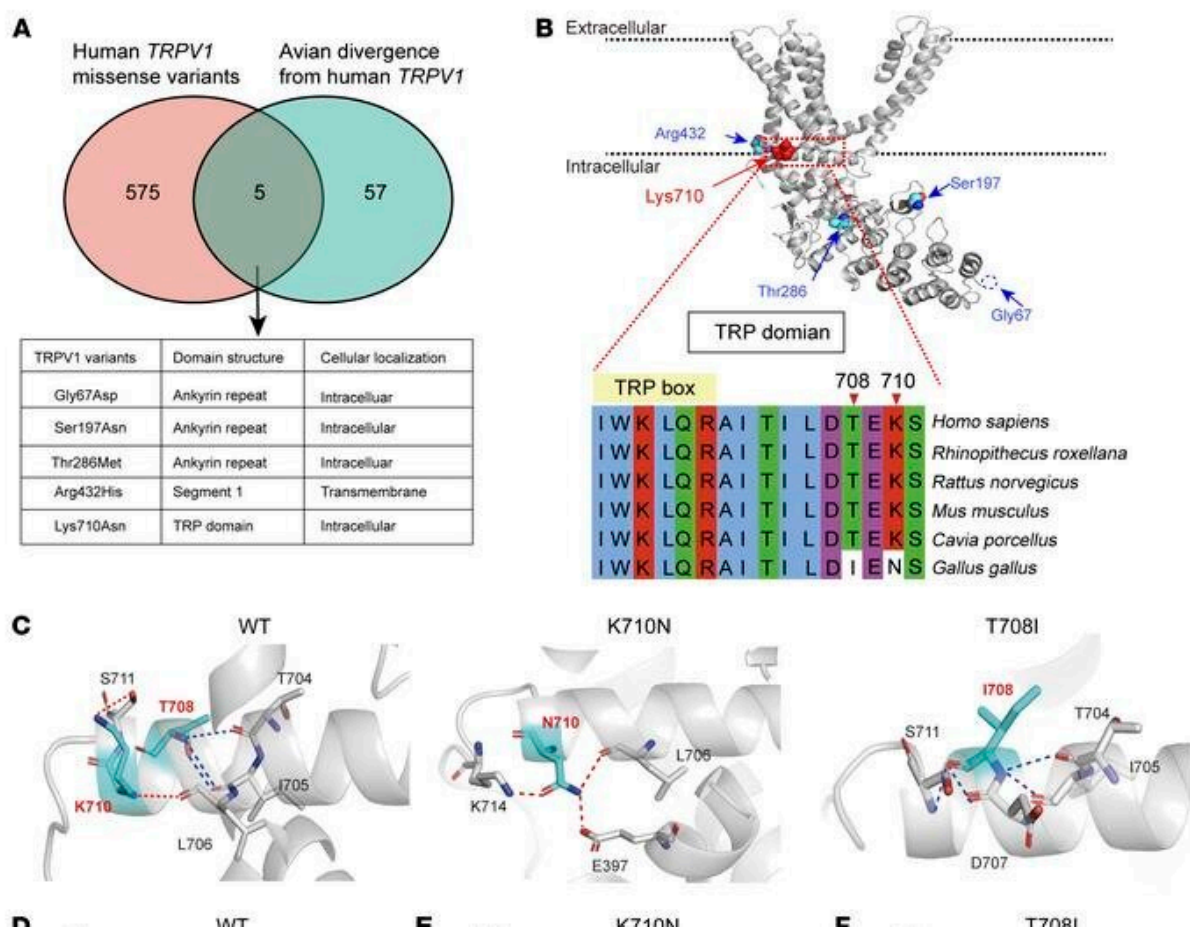 A
Human TRPV1
missense variants
Avian divergence
from human TRPV1
575
5
57
TRPV1 variants Domain structure Cellular localization
Gly67Asp Ankyrin repeat Intracelluar
Ser197Asn Ankyrin repeat Intracellular
Thr286Met Ankyrin repeat Intracelluar
Arg432His Segment 1 Transmembrane
Lys710Asn TRP domain Intracellular
B
Extracellular
Arg432
Intracellular
Lys710
Ser197
Thr286
Gly67
TRP domian
TRP box
708 710
I W K L Q R A I T I L D T E K S Homo sapiens
I W K L Q R A I T I L D T E K S Rhinopithecus roxellana
I W K L Q R A I T I L D T E K S Rattus norvegicus
I W K L Q R A I T I L D T E K S Mus musculus
I W K L Q R A I T I L D T E K S Cavia porcellus
I W K L Q R A I T I L D I E N S Gallus gallus
C
WT
S711
T708
T704
K710
I705
L706
K710N
N710
L706
K714
E397
T708I
I708
S711
T704
I705
D707
D
WT
E
K710N
F
T708I